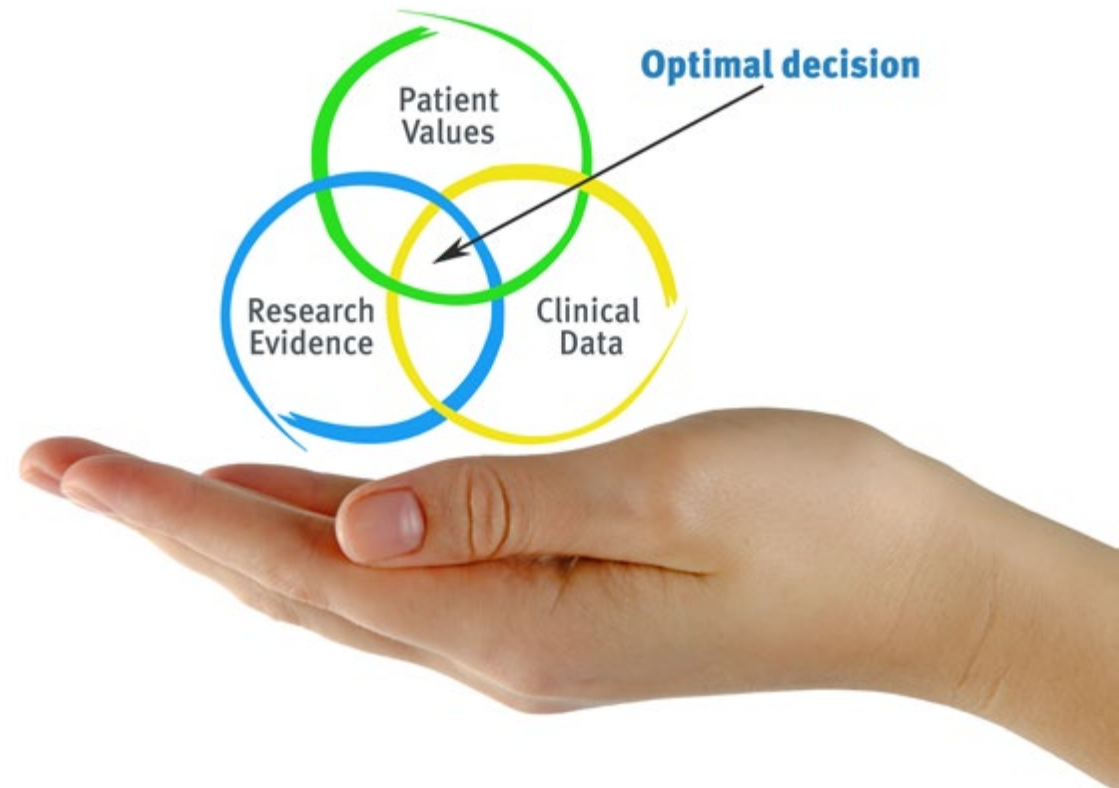 Optimal decision
Patient
Values
Research
Evidence
Clinical
Data